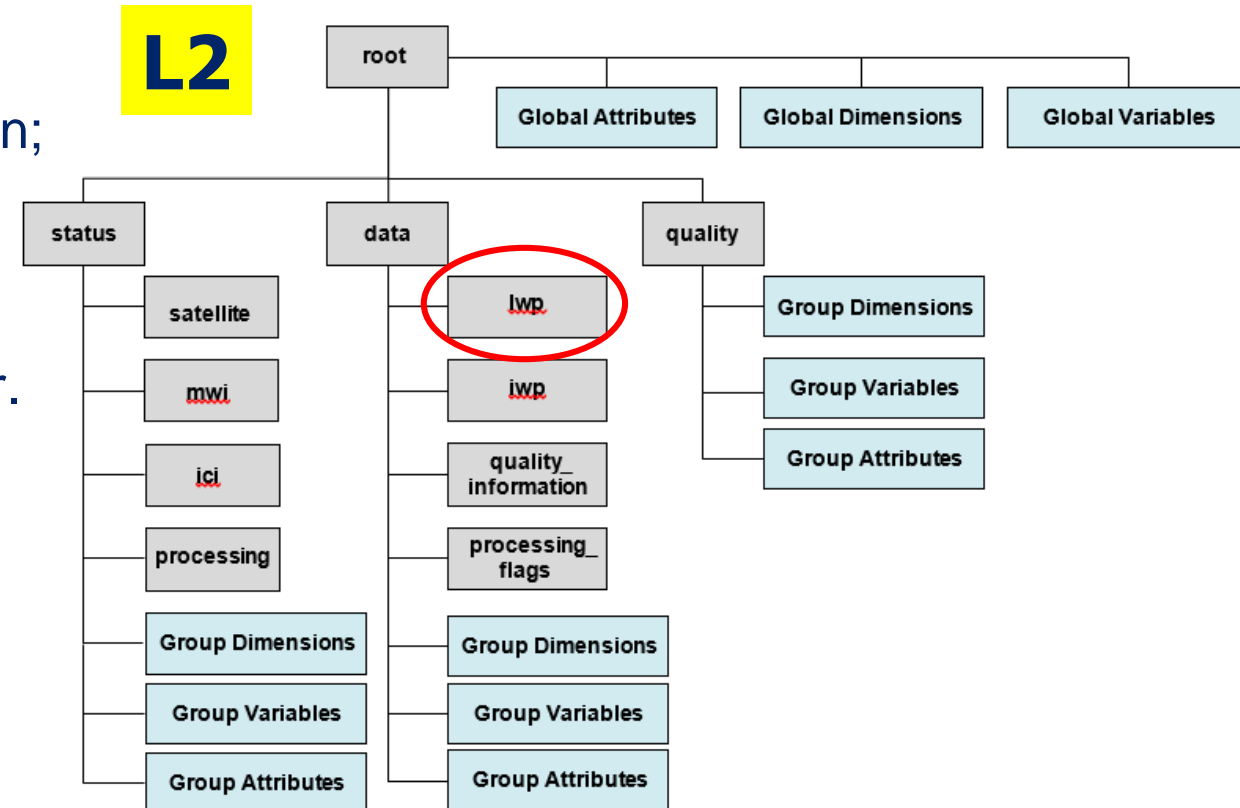 L2
n;
r.
root
Global Attributes
Global Dimensions
Global Variables
status
data
quality
satellite
mwi
ici
processing
Group Dimensions
Group Variables
Group Attributes
lwp
iwp
quality_
information
processing_
flags
Group Dimensions
Group Variables
Group Attributes
Group Dimensions
Group Variables
Group Attributes